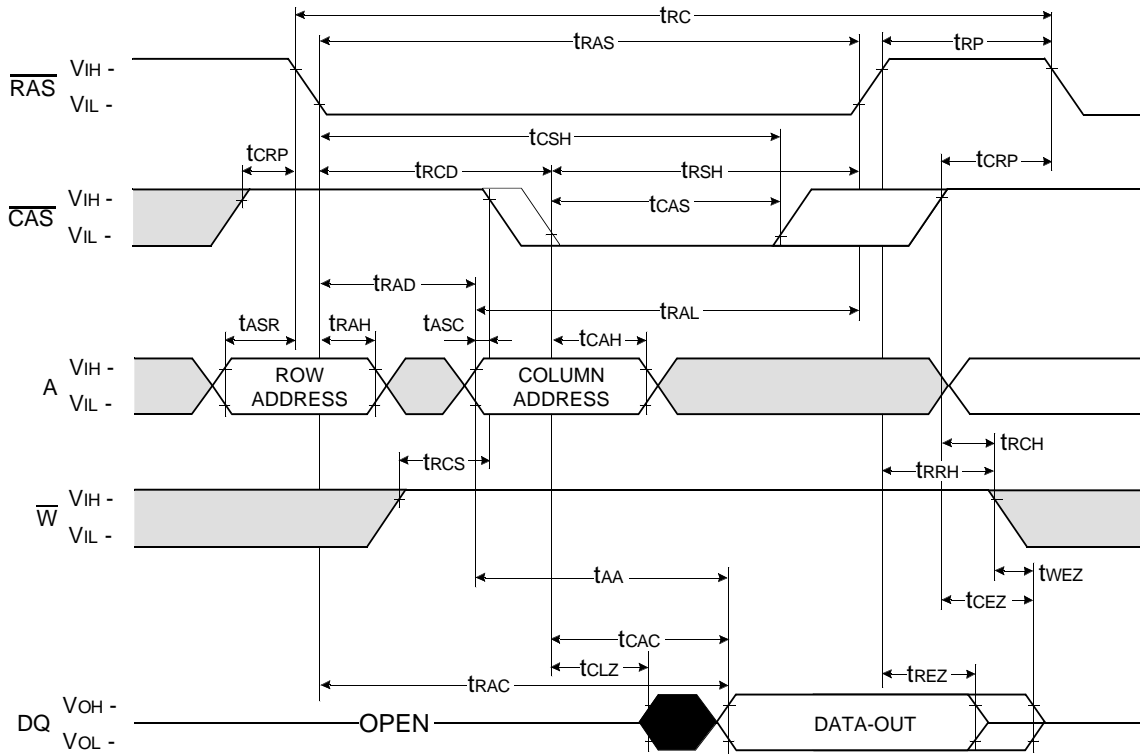 tRC
tRAS
tRP
RAS
VIH -
VIL -
tCSH
tCRP
tRCD
tRSH
tCRP
CAS
VIH -
VIL -
tCAS
tRAD
tRAL
tASR
tRAH
tASC
tCAH
A
VIH -
VIL -
ROW
ADDRESS
COLUMN
ADDRESS
tRCS
tRCH
tRRH
W
VIH -
VIL -
tAA
tWEZ
tCEZ
tCAC
tCLZ
tREZ
tRAC
DQ
VOH -
VOL -
OPEN
DATA-OUT